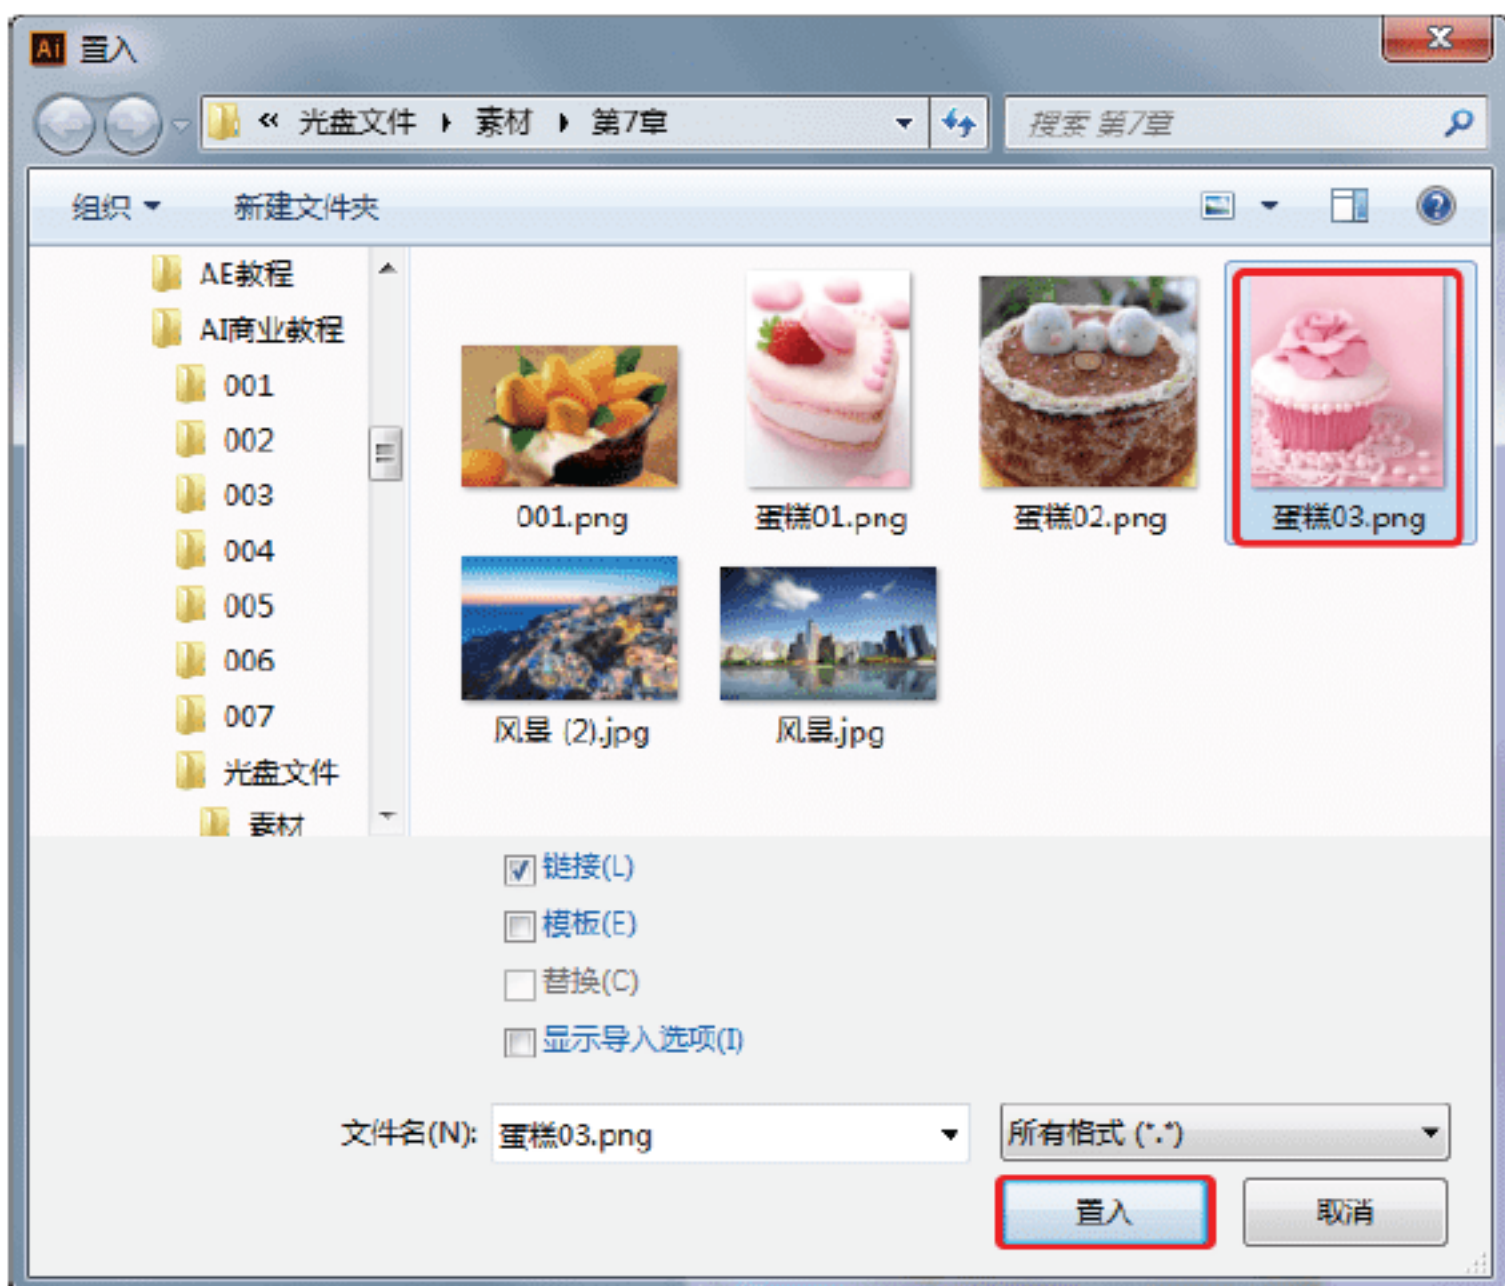 Ai 置入
« 光盘文件 素材 第7章 搜索 第7章
组织 新建文件夹
AE教程
AI商业教程
001
002
003
004
005
006
007
光盘文件
素材
001.png 蛋糕01.png 蛋糕02.png 蛋糕03.png
风景 (2).jpg 风景.jpg
链接(L)
模板(E)
替换(C)
显示导入选项(I)
文件名(N): 蛋糕03.png 所有格式 (*.*)
置入 取消